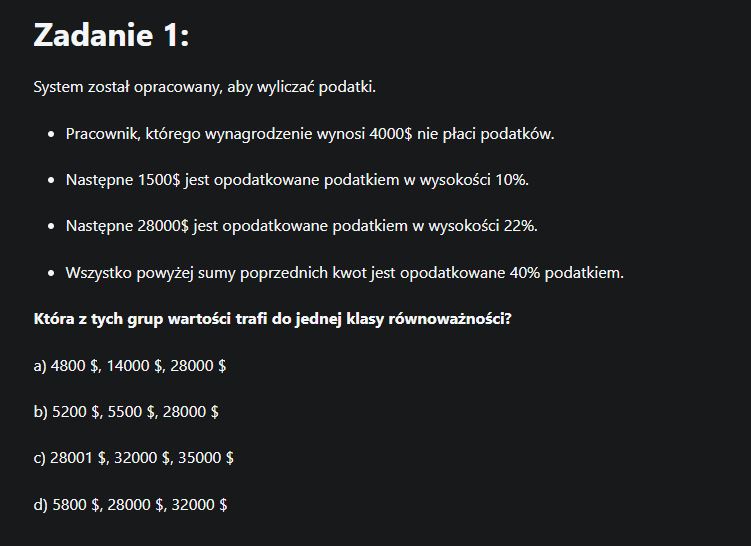 Zadanie 1:
System został opracowany, aby wyliczać podatki.
• Pracownik, którego wynagrodzenie wynosi 4000$ nie płaci podatków.
• Następne 1500$ jest opodatkowane podatkiem w wysokości 10%.
• Następne 28000$ jest opodatkowane podatkiem w wysokości 22%.
• Wszystko powyżej sumy poprzednich kwot jest opodatkowane 40% podatkiem.
Która z tych grup wartości trafi do jednej klasy równoważności?
a) 4800 $, 14000 $, 28000 $
b) 5200 $, 5500 $, 28000 $
c) 28001 $, 32000 $, 35000 $
d) 5800 $, 28000 $, 32000 $